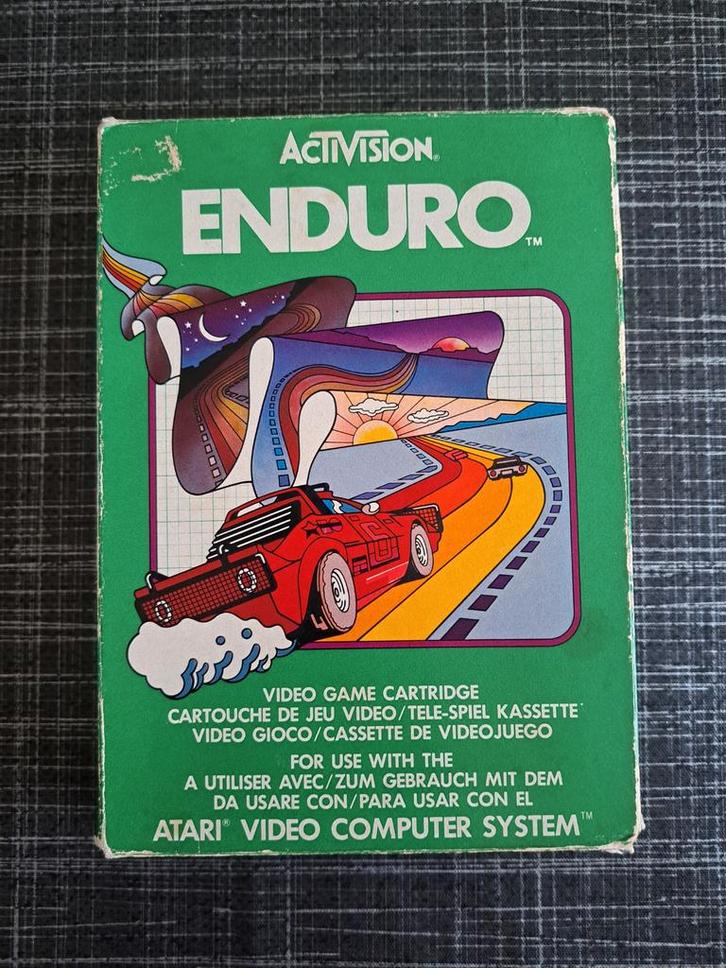 ACTIVISION®
ENDURO™
VIDEO GAME CARTRIDGE
CARTOUCHE DE JEU VIDEO/TELE-SPIEL KASSETTE
VIDEO GIOCO/CASSETTE DE VIDEOJUEGO
FOR USE WITH THE
A UTILISER AVEC/ZUM GEBRAUCH MIT DEM
DA USARE CON/PARA USAR CON EL
ATARI® VIDEO COMPUTER SYSTEM™